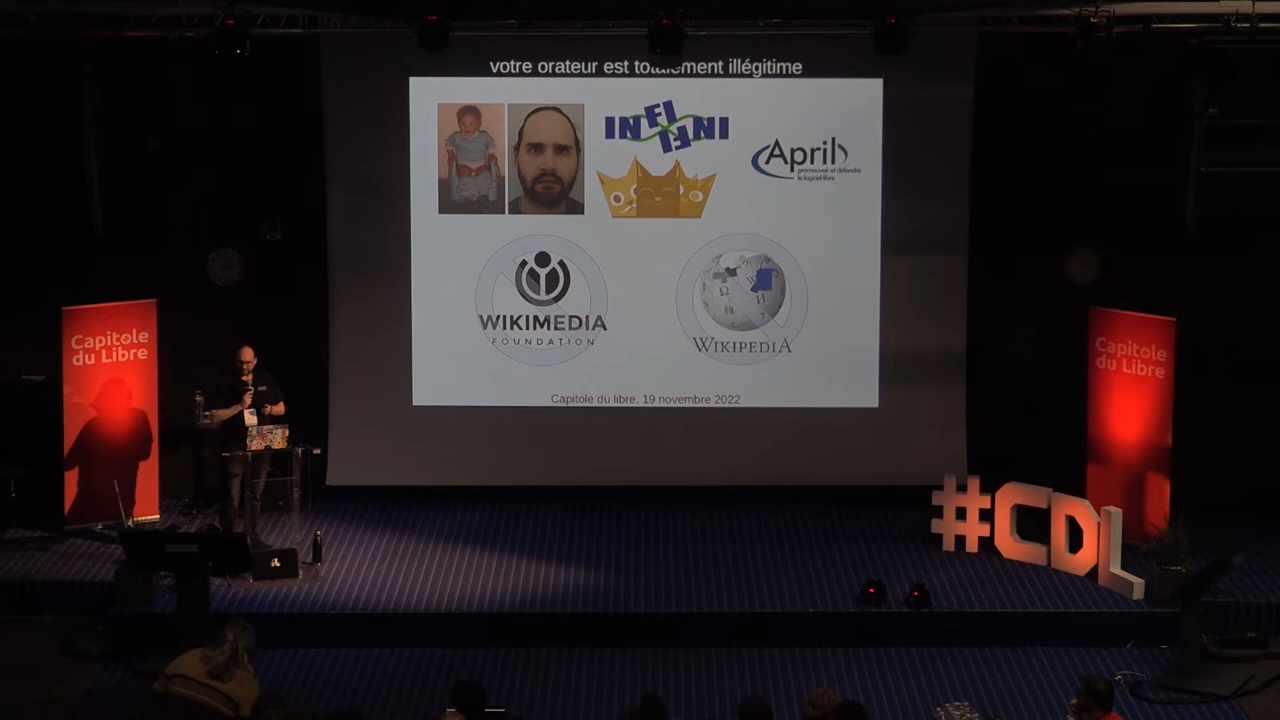 votre orateur est totalement illégitime
INFINI
April
promouvoir et défendre
le logiciel libre
WIKIMEDIA
FOUNDATION
WIKIPEDIA
Capitole du libre, 19 novembre 2022
Capitole
du Libre
Capitole
du Libre
#CDL